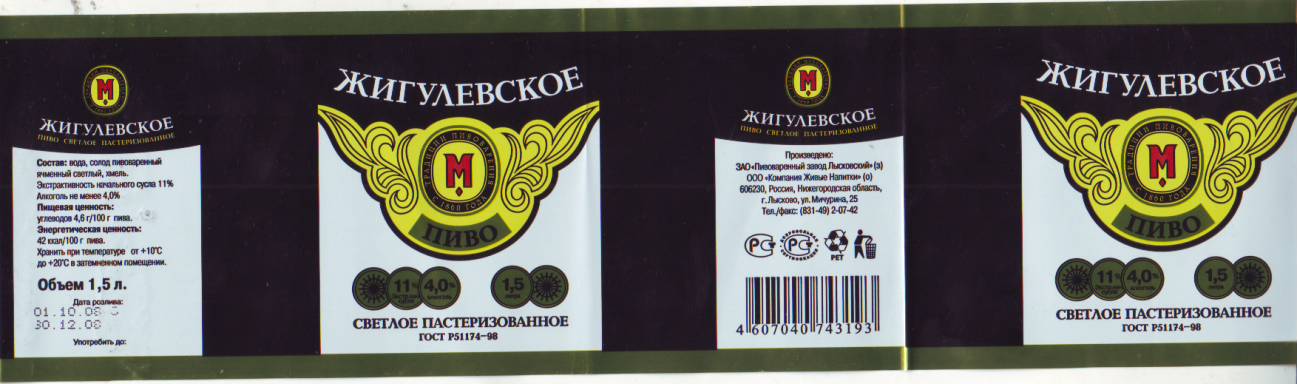 М
ЖИГУЛЕВСКОЕ
ПИВО СВЕТЛОЕ ПАСТЕРИЗОВАННОЕ
Состав: вода, солод пивоваренный
ячменный светлый, хмель.
Экстрактивность начального сусла 11%
Алкоголь не менее 4,0%
Пищевая ценность:
углеводов 4,6 г/100 г пива.
Энергетическая ценность:
42 ккал/100 г пива.
Хранить при температуре от +10°С
до +20°С в затемненном помещении.
Объем 1,5 л.
Дата розлива:
01.10.08
30.12.08
Употребить до:
ЖИГУЛЕВСКОЕ
ТРАДИЦИИ ПИВОВАРЕНИЯ
М
С 1860 ГОДА
ПИВО
11%
4,0%
алкоголь
1,5
литра
СВЕТЛОЕ ПАСТЕРИЗОВАННОЕ
ГОСТ Р51174-98
М
ЖИГУЛЕВСКОЕ
ПИВО СВЕТЛОЕ ПАСТЕРИЗОВАННОЕ
Произведено:
ЗАО «Пивоваренный завод Лысковский» (э)
ООО «Компания Живые Напитки» (о)
606230, Россия, Нижегородская область,
г. Лысково, ул. Мичурина, 25
Тел./факс: (831-49) 2-07-42
РСТ РСТ PET
4 607040 743193
ЖИГУЛЕВСКОЕ
ТРАДИЦИИ ПИВОВАРЕНИЯ
М
С 1860 ГОДА
ПИВО
11%
4,0%
алкоголь
1,5
литра
СВЕТЛОЕ ПАСТЕРИЗОВАННОЕ
ГОСТ Р51174-98